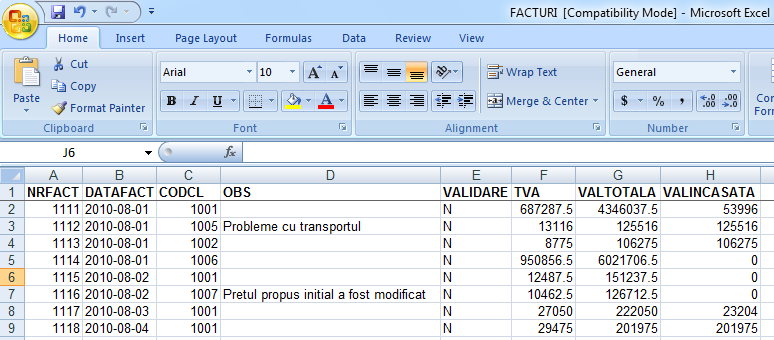 FACTURI [Compatibility Mode] - Microsoft Excel
Home Insert Page Layout Formulas Data Review View
Cut Arial 10 A A Wrap Text General
Copy
Paste Format Painter B I U A Merge & Center $ % , .00 .0 Con
Form
Clipboard Font Alignment Number
J6 fx
A B C D E F G H
1 NRFACT DATAFACT CODCL OBS VALIDARE TVA VALTOTALA VALINCASATA
2 1111 2010-08-01 1001 N 687287.5 4346037.5 53996
3 1112 2010-08-01 1005 Probleme cu transportul N 13116 125516 125516
4 1113 2010-08-01 1002 N 8775 106275 106275
5 1114 2010-08-01 1006 N 950856.5 6021706.5 0
6 1115 2010-08-02 1001 N 12487.5 151237.5 0
7 1116 2010-08-02 1007 Pretul propus initial a fost modificat N 10462.5 126712.5 0
8 1117 2010-08-03 1001 N 27050 222050 23204
9 1118 2010-08-04 1001 N 29475 201975 201975